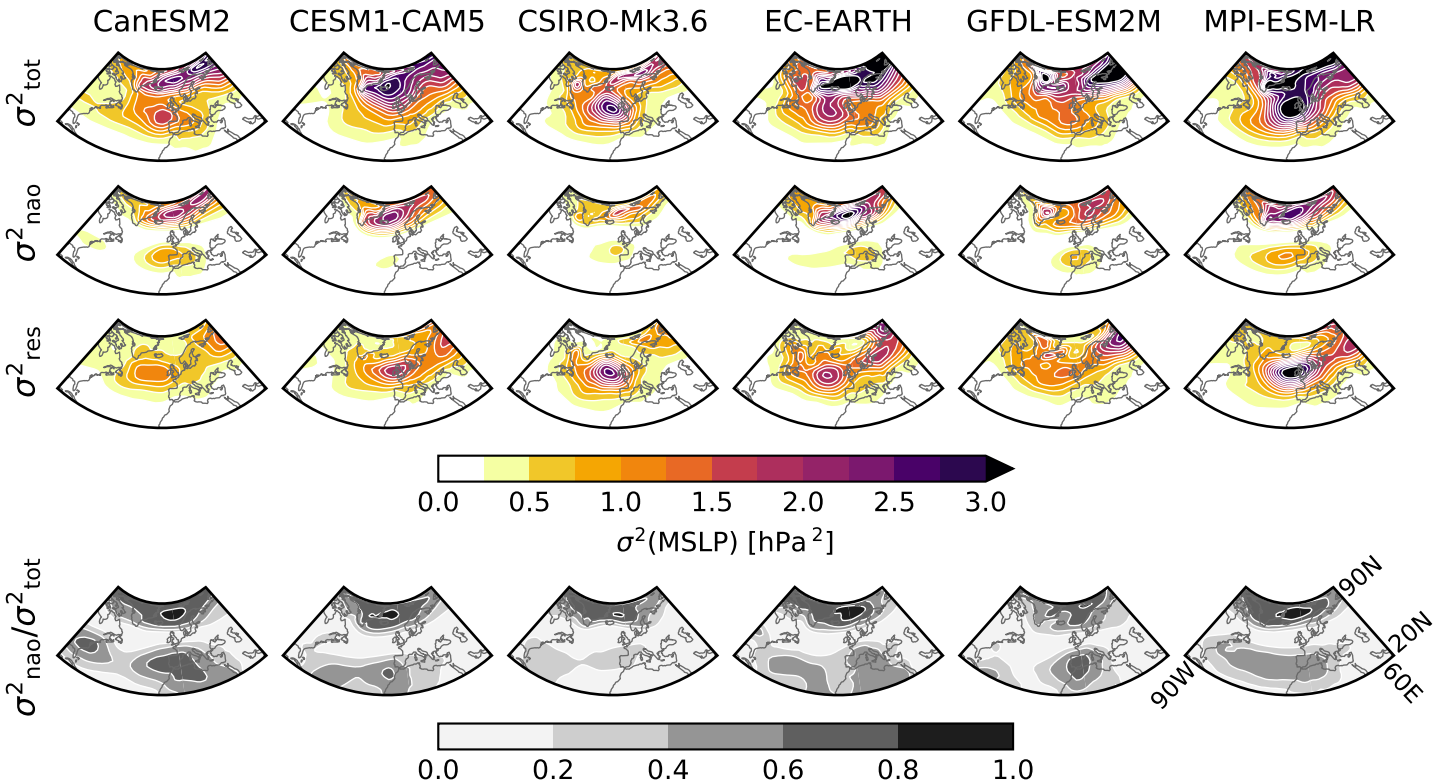 CanESM2 CESM1-CAM5 CSIRO-Mk3.6 EC-EARTH GFDL-ESM2M MPI-ESM-LR
σ²tot
σ²nao
σ²res
0.0 0.5 1.0 1.5 2.0 2.5 3.0
σ²(MSLP) [hPa²]
σ²nao/σ²tot
90N
20N
90W
60E
0.0 0.2 0.4 0.6 0.8 1.0